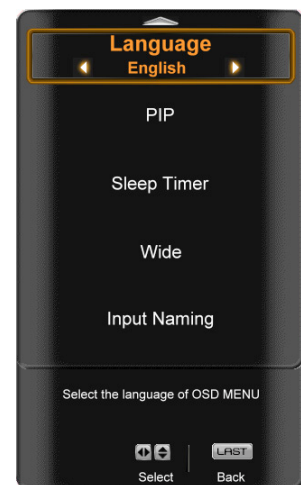 Language
English
PIP
Sleep Timer
Wide
Input Naming
Select the language of OSD MENU
LAST
Select Back